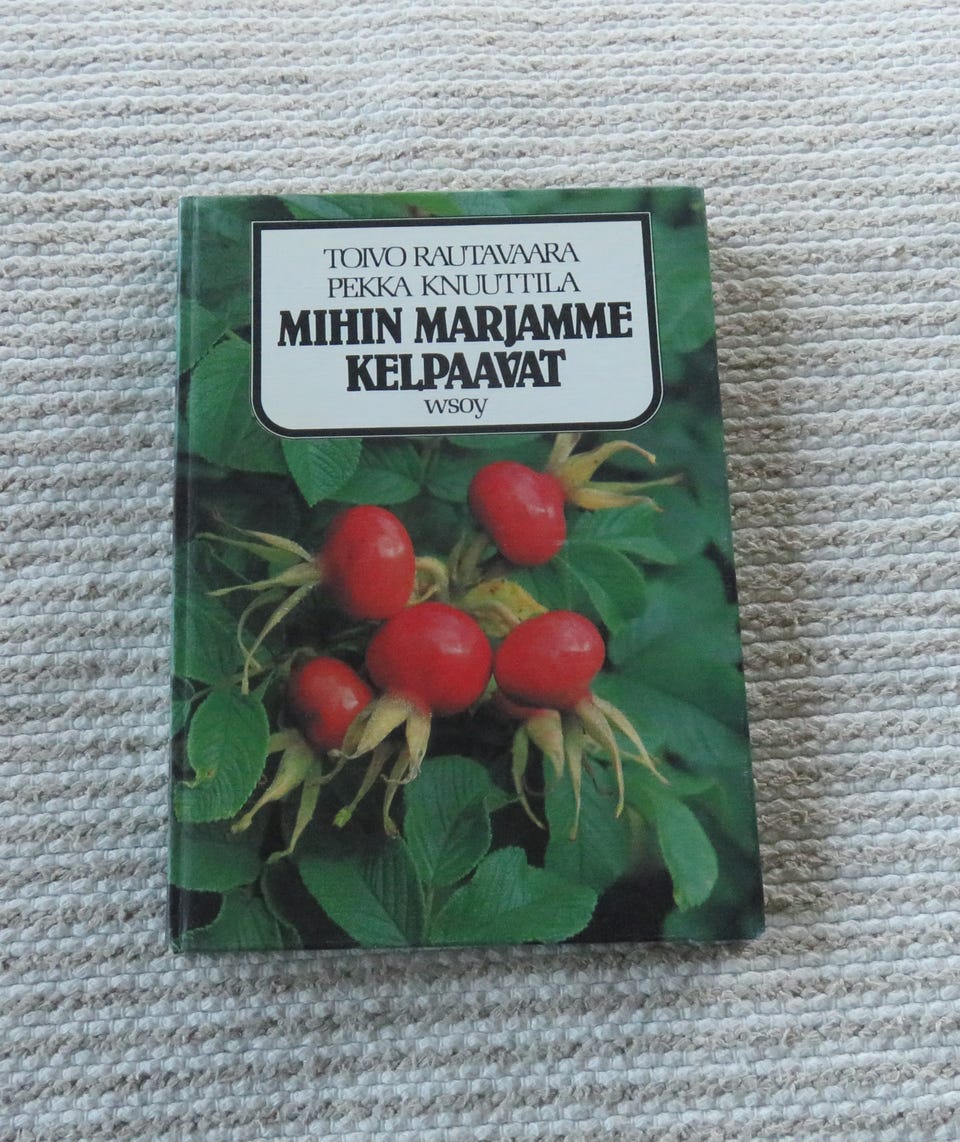 TOIVO RAUTAVAARA
PEKKA KNUUTTILA
MIHIN MARJAMME
KELPAAVAT
wsoy